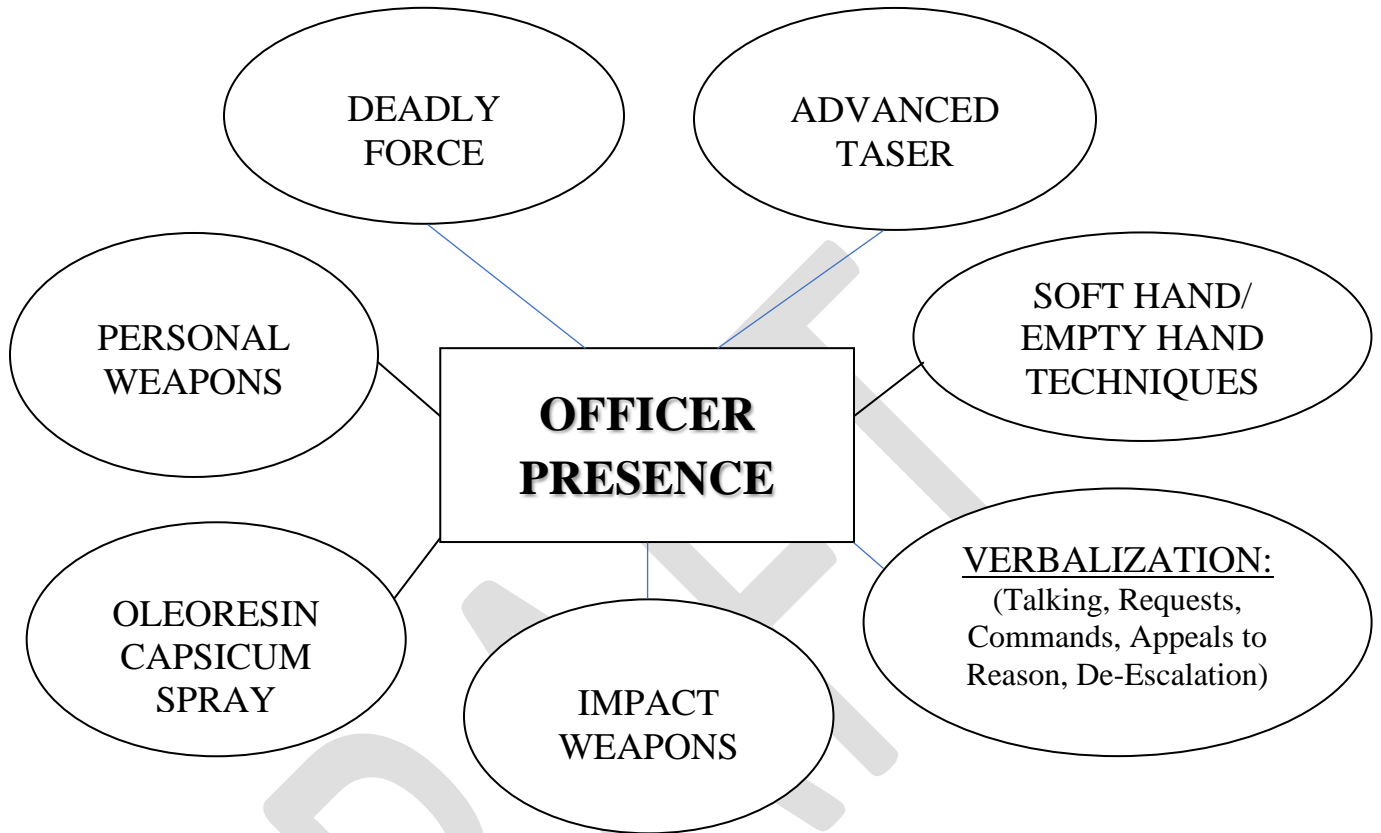 DEADLY
FORCE
ADVANCED
TASER
PERSONAL
WEAPONS
SOFT HAND/
EMPTY HAND
TECHNIQUES
OFFICER
PRESENCE
OLEORESIN
CAPSICUM
SPRAY
IMPACT
WEAPONS
VERBALIZATION:
(Talking, Requests,
Commands, Appeals to
Reason, De-Escalation)
DRAFT